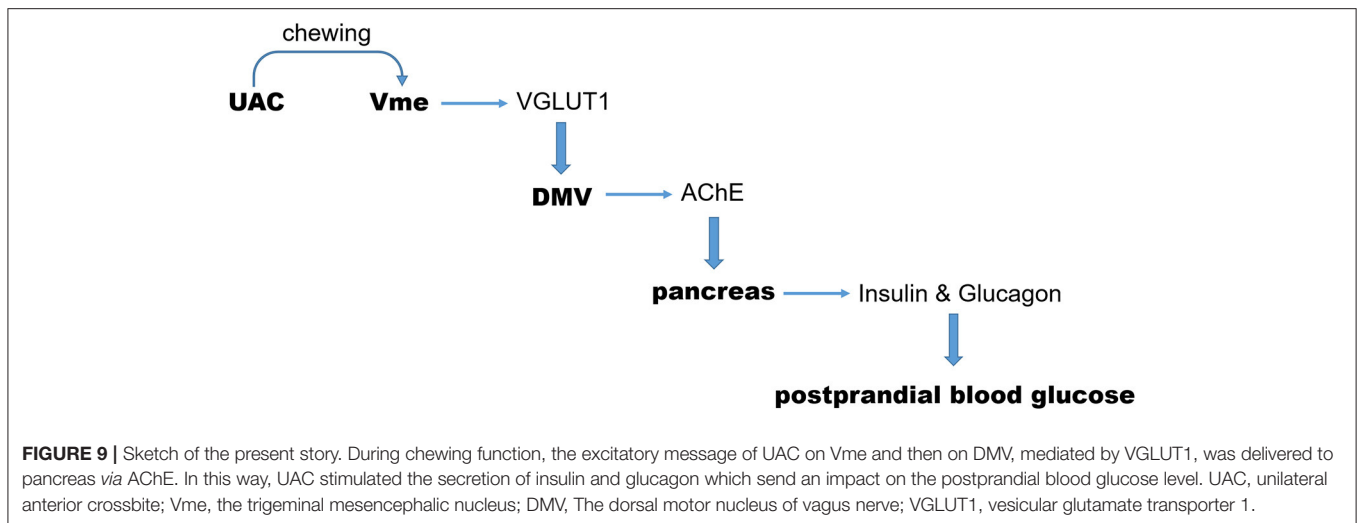 chewing
UAC Vme VGLUT1
DMV AChE
pancreas Insulin & Glucagon
postprandial blood glucose
FIGURE 9 | Sketch of the present story. During chewing function, the excitatory message of UAC on Vme and then on DMV, mediated by VGLUT1, was delivered to
pancreas via AChE. In this way, UAC stimulated the secretion of insulin and glucagon which send an impact on the postprandial blood glucose level. UAC, unilateral
anterior crossbite; Vme, the trigeminal mesencephalic nucleus; DMV, The dorsal motor nucleus of vagus nerve; VGLUT1, vesicular glutamate transporter 1.